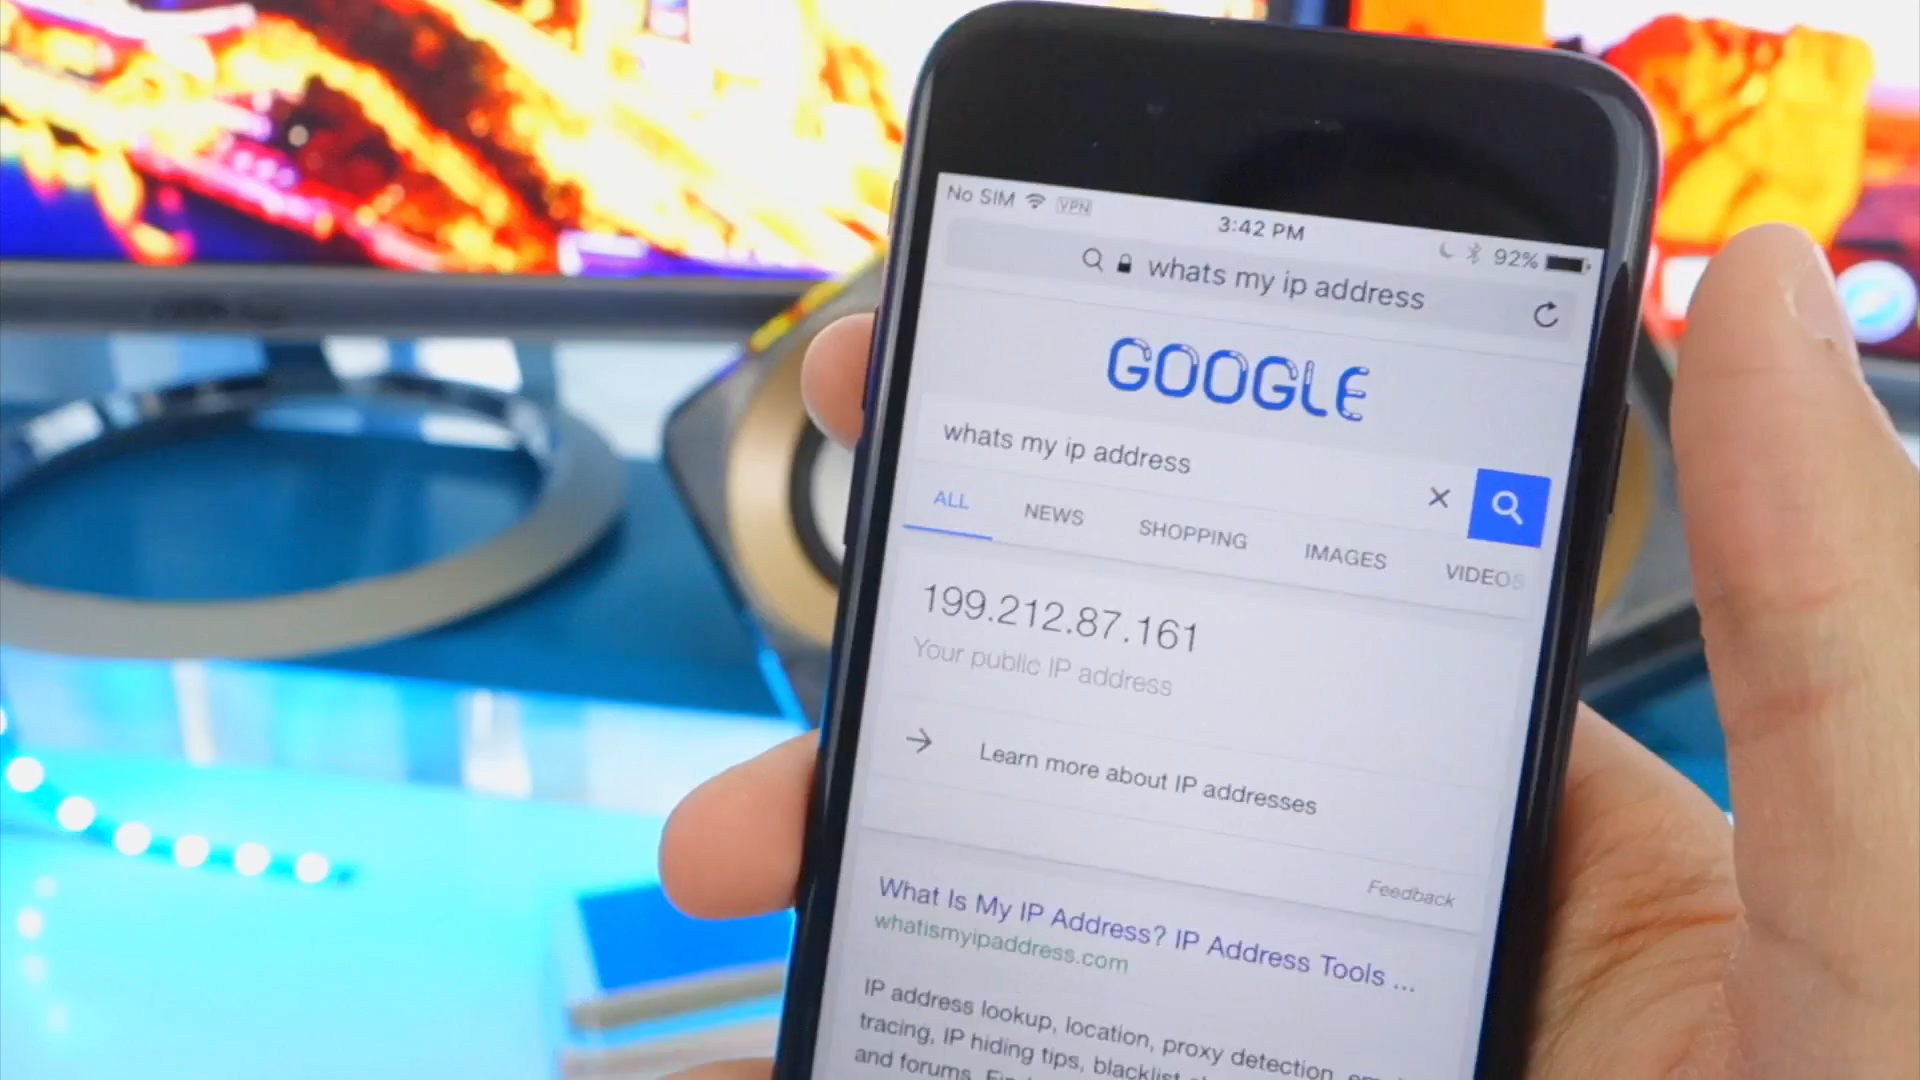 No SIM VPN 3:42 PM 92%
whats my ip address
GOOGLE
whats my ip address
ALL NEWS SHOPPING IMAGES VIDEOS
199.212.87.161
Your public IP address
Learn more about IP addresses
Feedback
What Is My IP Address? IP Address Tools ...
whatismyipaddress.com
IP address lookup, location, proxy detection,
tracing, IP hiding tips, blacklist
and forums.